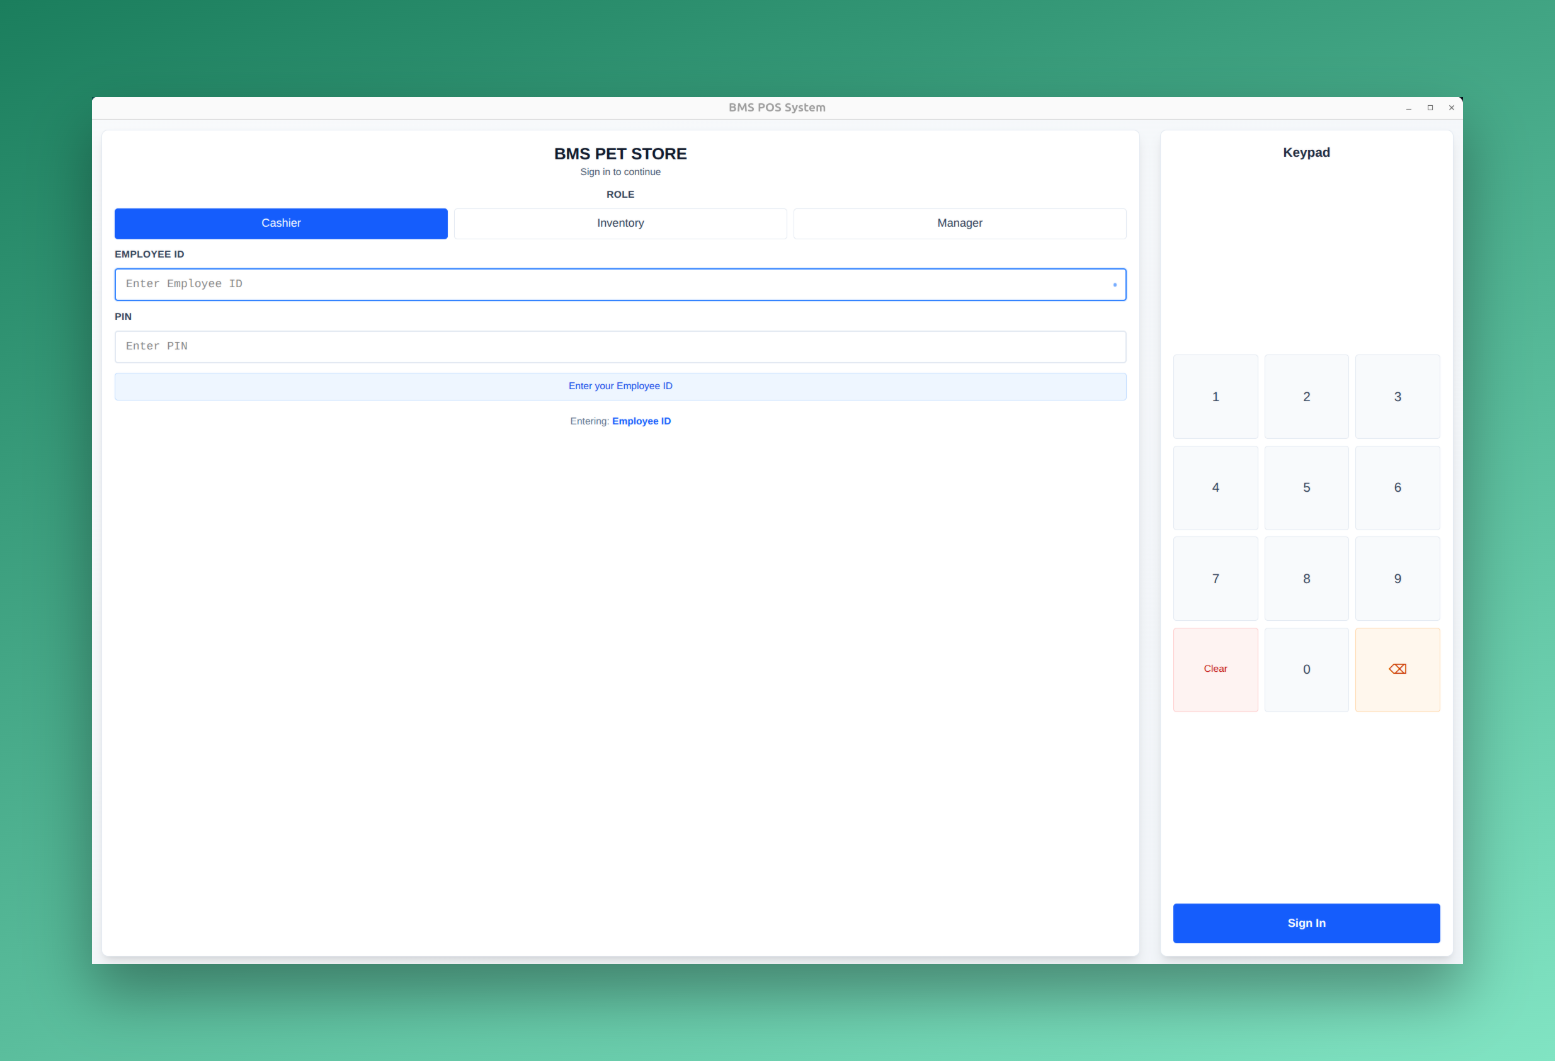 BMS POS System
BMS PET STORE
Sign in to continue
ROLE
Cashier
Inventory
Manager
EMPLOYEE ID
Enter Employee ID
PIN
Enter PIN
Enter your Employee ID
Entering: Employee ID
Keypad
1 2 3
4 5 6
7 8 9
Clear 0 ⌫
Sign In